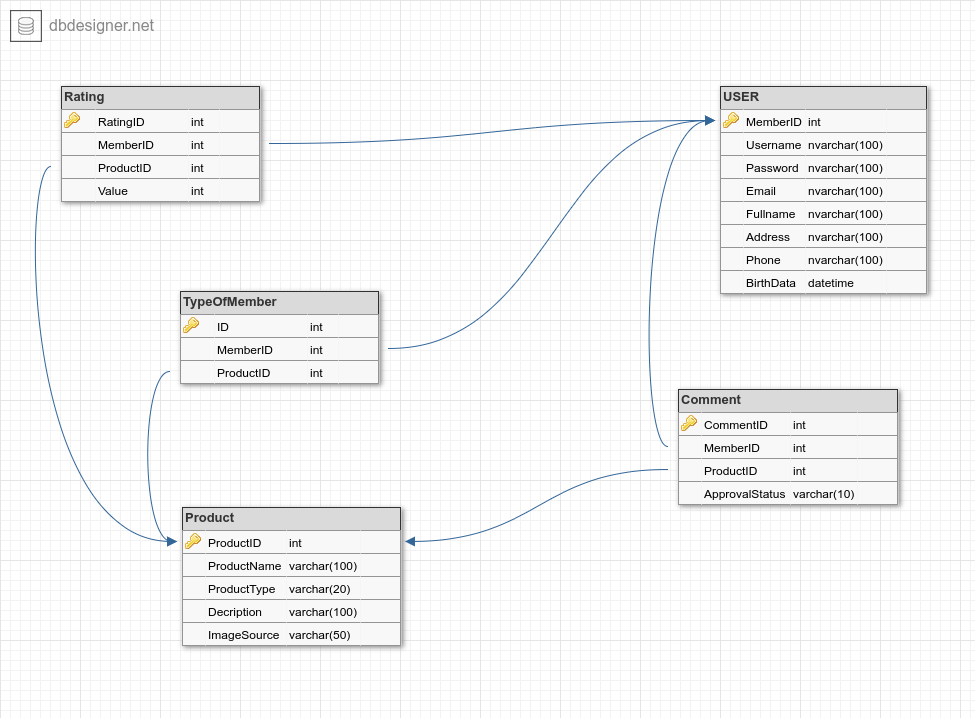 dbdesigner.net
Rating
RatingID int
MemberID int
ProductID int
Value int
USER
MemberID int
Username nvarchar(100)
Password nvarchar(100)
Email nvarchar(100)
Fullname nvarchar(100)
Address nvarchar(100)
Phone nvarchar(100)
BirthData datetime
TypeOfMember
ID int
MemberID int
ProductID int
Comment
CommentID int
MemberID int
ProductID int
ApprovalStatus varchar(10)
Product
ProductID int
ProductName varchar(100)
ProductType varchar(20)
Decription varchar(100)
ImageSource varchar(50)